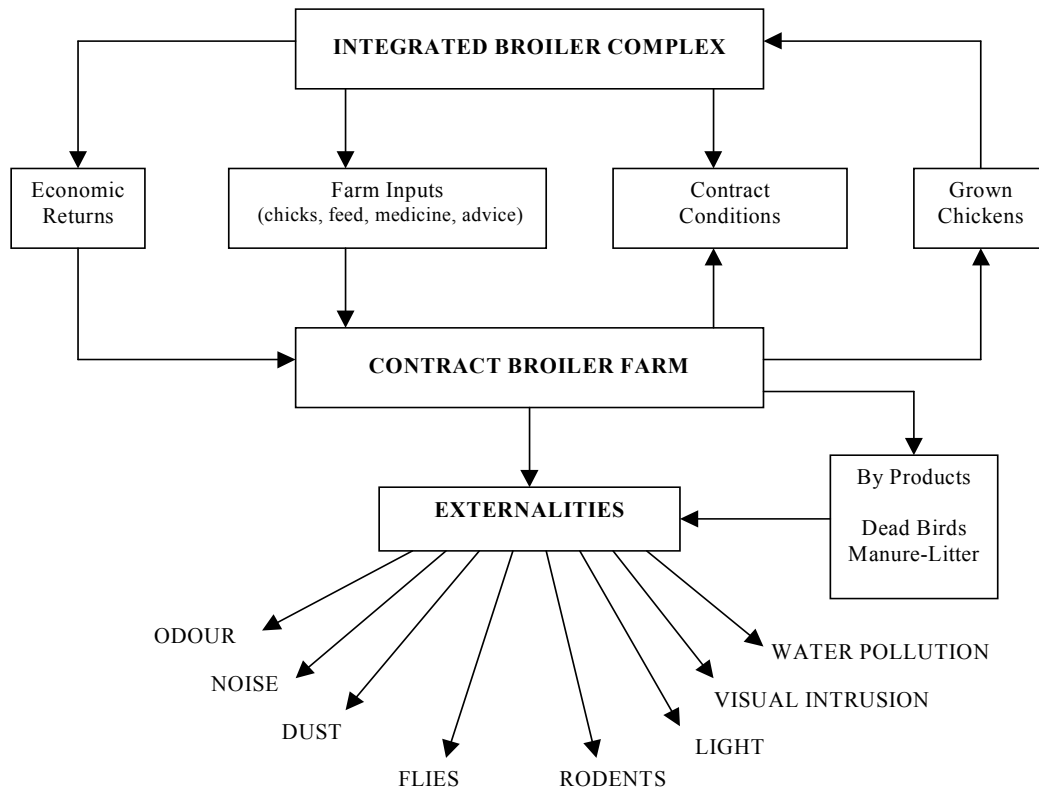 INTEGRATED BROILER COMPLEX
Economic
Returns
Farm Inputs
(chicks, feed, medicine, advice)
Contract
Conditions
Grown
Chickens
CONTRACT BROILER FARM
By Products
Dead Birds
Manure-Litter
EXTERNALITIES
ODOUR
NOISE
DUST
FLIES
RODENTS
LIGHT
VISUAL INTRUSION
WATER POLLUTION